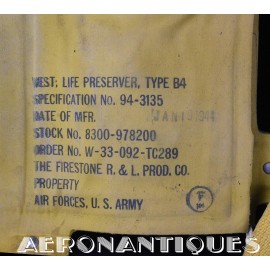 VEST; LIFE PRESERVER, TYPE B4
SPECIFICATION No. 94-3135
DATE OF MFR.
STOCK No. 8300-978200
ORDER No. W-33-092-TC289
THE FIRESTONE R. & L. PROD. CO.
PROPERTY
AIR FORCES, U.S. ARMY
F
AERONANTIQUES